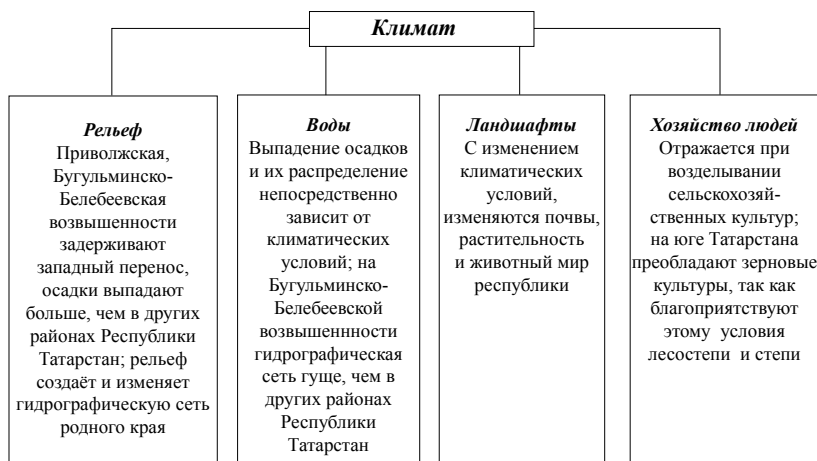 Климат
Рельеф
Приволжская,
Бугульминско-
Белебеевская
возвышенности
задерживают
западный перенос,
осадки выпадают
больше, чем в других
районах Республики
Татарстан; рельеф
создаёт и изменяет
гидрографическую сеть
родного края
Воды
Выпадение осадков
и их распределение
непосредственно
зависит от
климатических
условий; на
Бугульминско-
Белебеевской
возвышеннности
гидрографическая
сеть гуще, чем в
других районах
Республики
Татарстан
Ландшафты
С изменением
климатических
условий,
изменяются почвы,
растительность
и животный мир
республики
Хозяйство людей
Отражается при
возделывании
сельскохозяй-
ственных культур;
на юге Татарстана
преобладают зерновые
культуры, так как
благоприятствуют
этому условия
лесостепи и степи